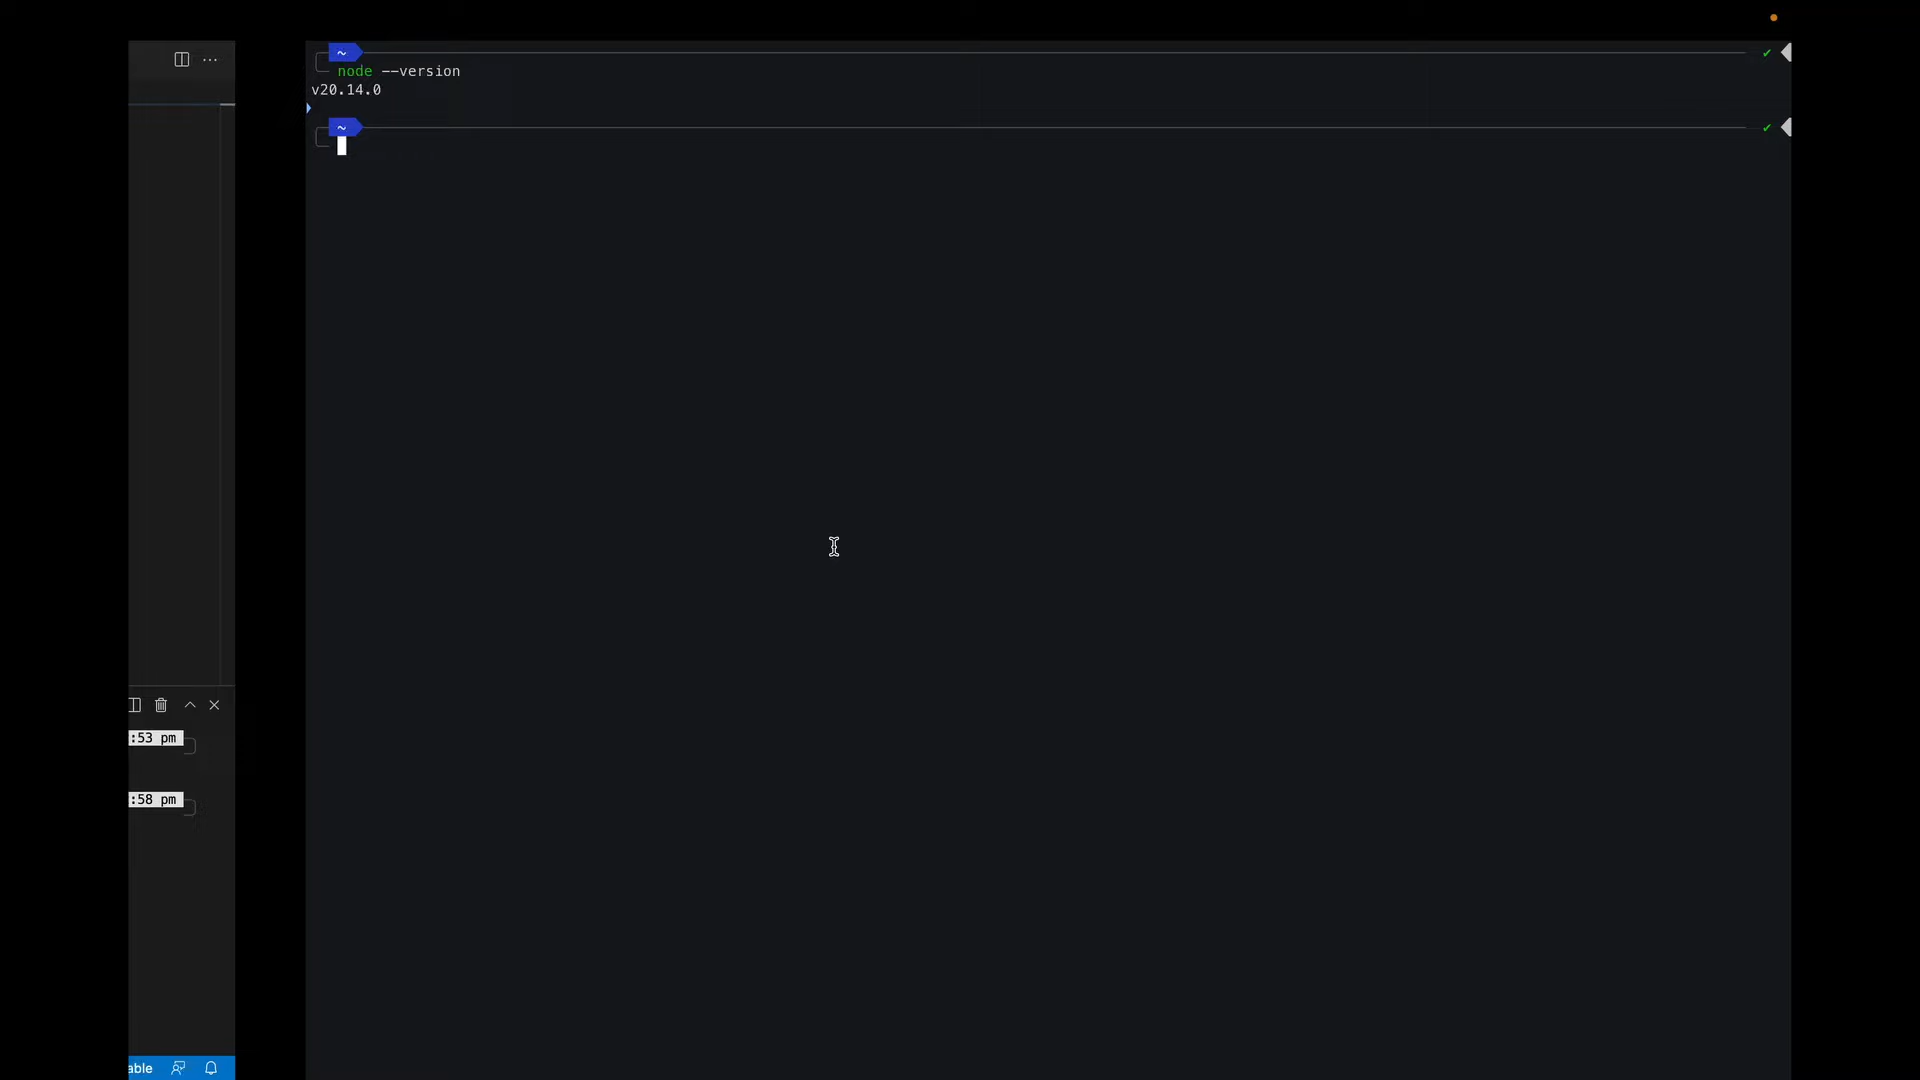 ~
node --version
v20.14.0
~
:53 pm
:58 pm
able